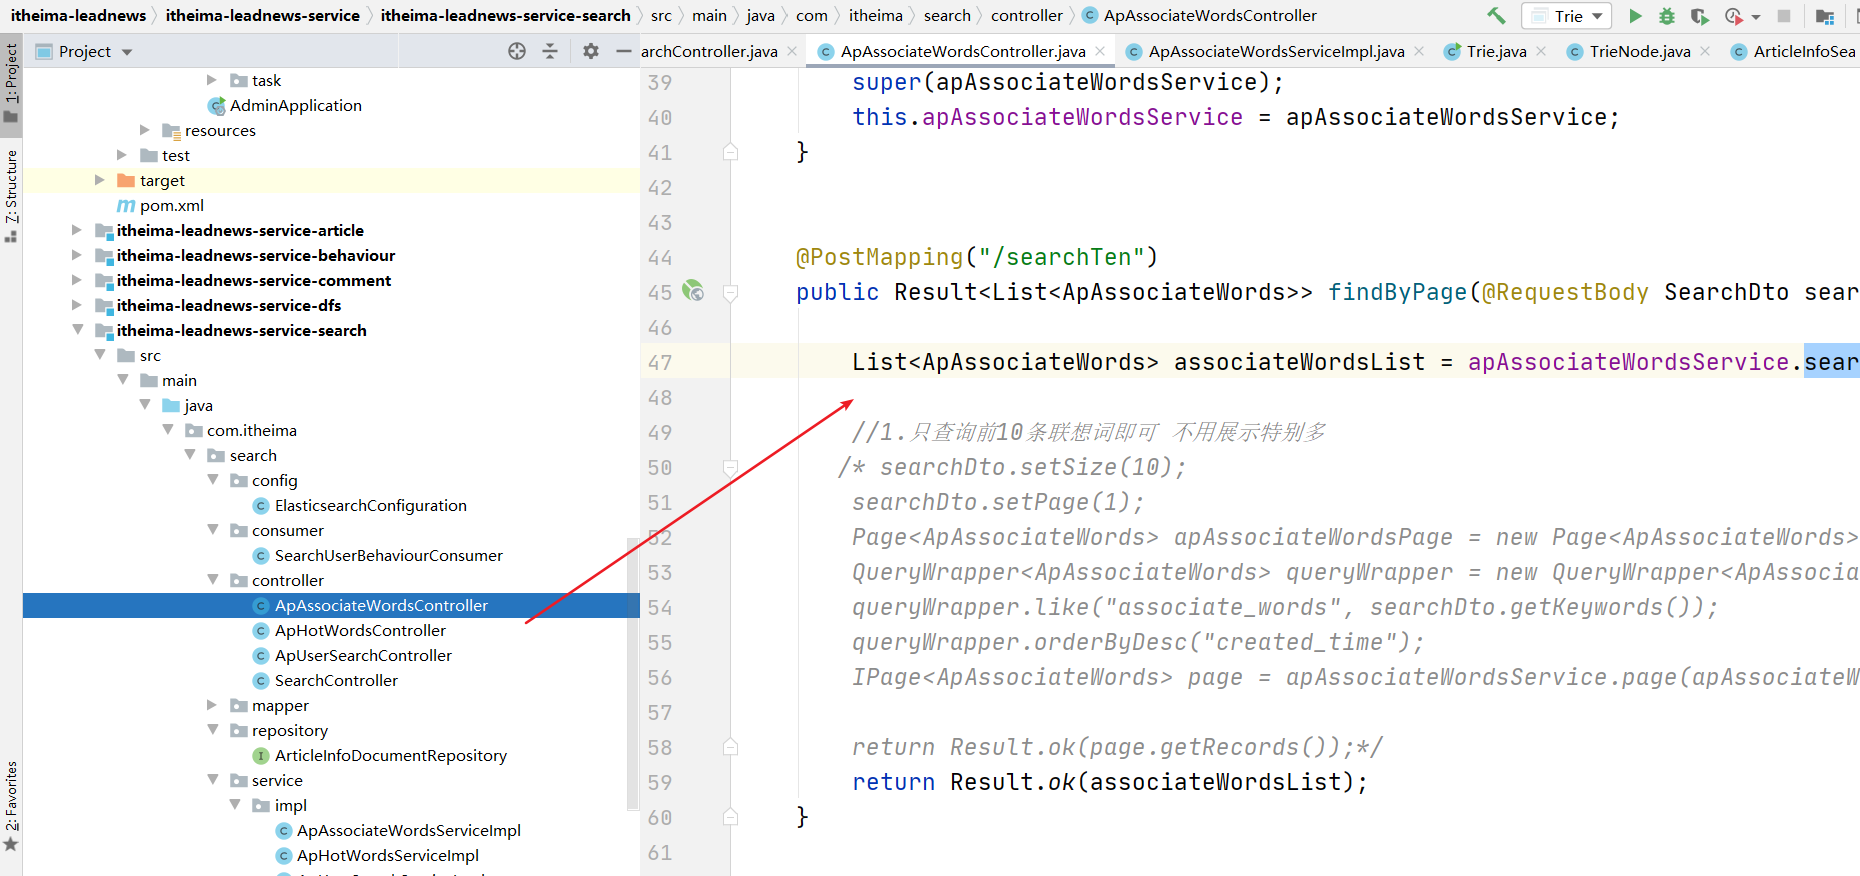 itheima-leadnews itheima-leadnews-service itheima-leadnews-service-search src main java com itheima search controller ApAssociateWordsController
Trie
Project
archController.java ApAssociateWordsController.java ApAssociateWordsServiceImpl.java Trie.java TrieNode.java ArticleInfoSea
1: Project
7: Structure
2: Favorites
task
AdminApplication
resources
test
target
pom.xml
itheima-leadnews-service-article
itheima-leadnews-service-behaviour
itheima-leadnews-service-comment
itheima-leadnews-service-dfs
itheima-leadnews-service-search
src
main
java
com.itheima
search
config
ElasticsearchConfiguration
consumer
SearchUserBehaviourConsumer
controller
ApAssociateWordsController
ApHotWordsController
ApUserSearchController
SearchController
mapper
repository
ArticleInfoDocumentRepository
service
impl
ApAssociateWordsServiceImpl
ApHotWordsServiceImpl
39 super(apAssociateWordsService);
40 this.apAssociateWordsService = apAssociateWordsService;
41 }
42
43
44 @PostMapping("/searchTen")
45 public Result<List<ApAssociateWords>> findByPage(@RequestBody SearchDto sear
46
47 List<ApAssociateWords> associateWordsList = apAssociateWordsService.sear
48
49 //1.只查询前10条联想词即可 不用展示特别多
50 /* searchDto.setSize(10);
51 searchDto.setPage(1);
52 Page<ApAssociateWords> apAssociateWordsPage = new Page<ApAssociateWords>
53 QueryWrapper<ApAssociateWords> queryWrapper = new QueryWrapper<ApAssocia
54 queryWrapper.like("associate_words", searchDto.getKeywords());
55 queryWrapper.orderByDesc("created_time");
56 IPage<ApAssociateWords> page = apAssociateWordsService.page(apAssociateW
57
58 return Result.ok(page.getRecords());*/
59 return Result.ok(associateWordsList);
60 }
61